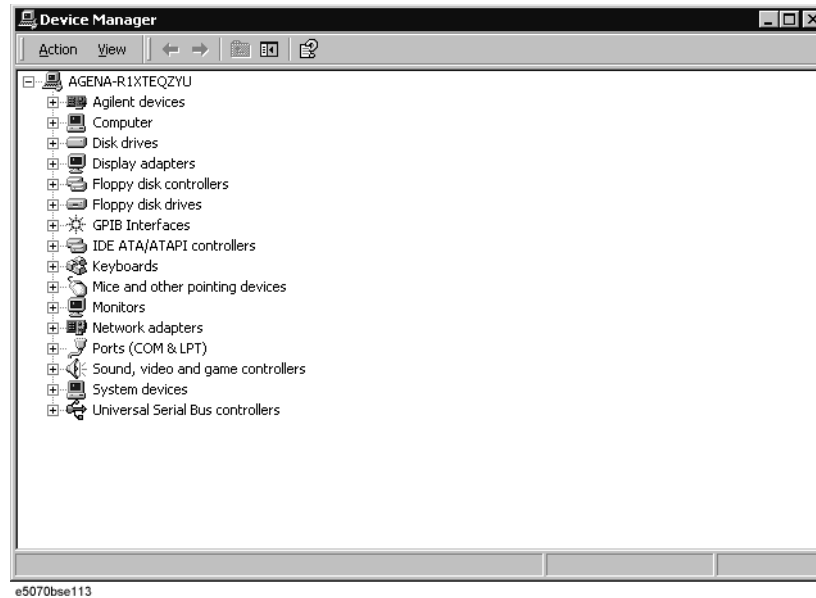 Device Manager
Action View
AGENA-R1XTEQZYU
Agilent devices
Computer
Disk drives
Display adapters
Floppy disk controllers
Floppy disk drives
GPIB Interfaces
IDE ATA/ATAPI controllers
Keyboards
Mice and other pointing devices
Monitors
Network adapters
Ports (COM & LPT)
Sound, video and game controllers
System devices
Universal Serial Bus controllers
e5070bse113